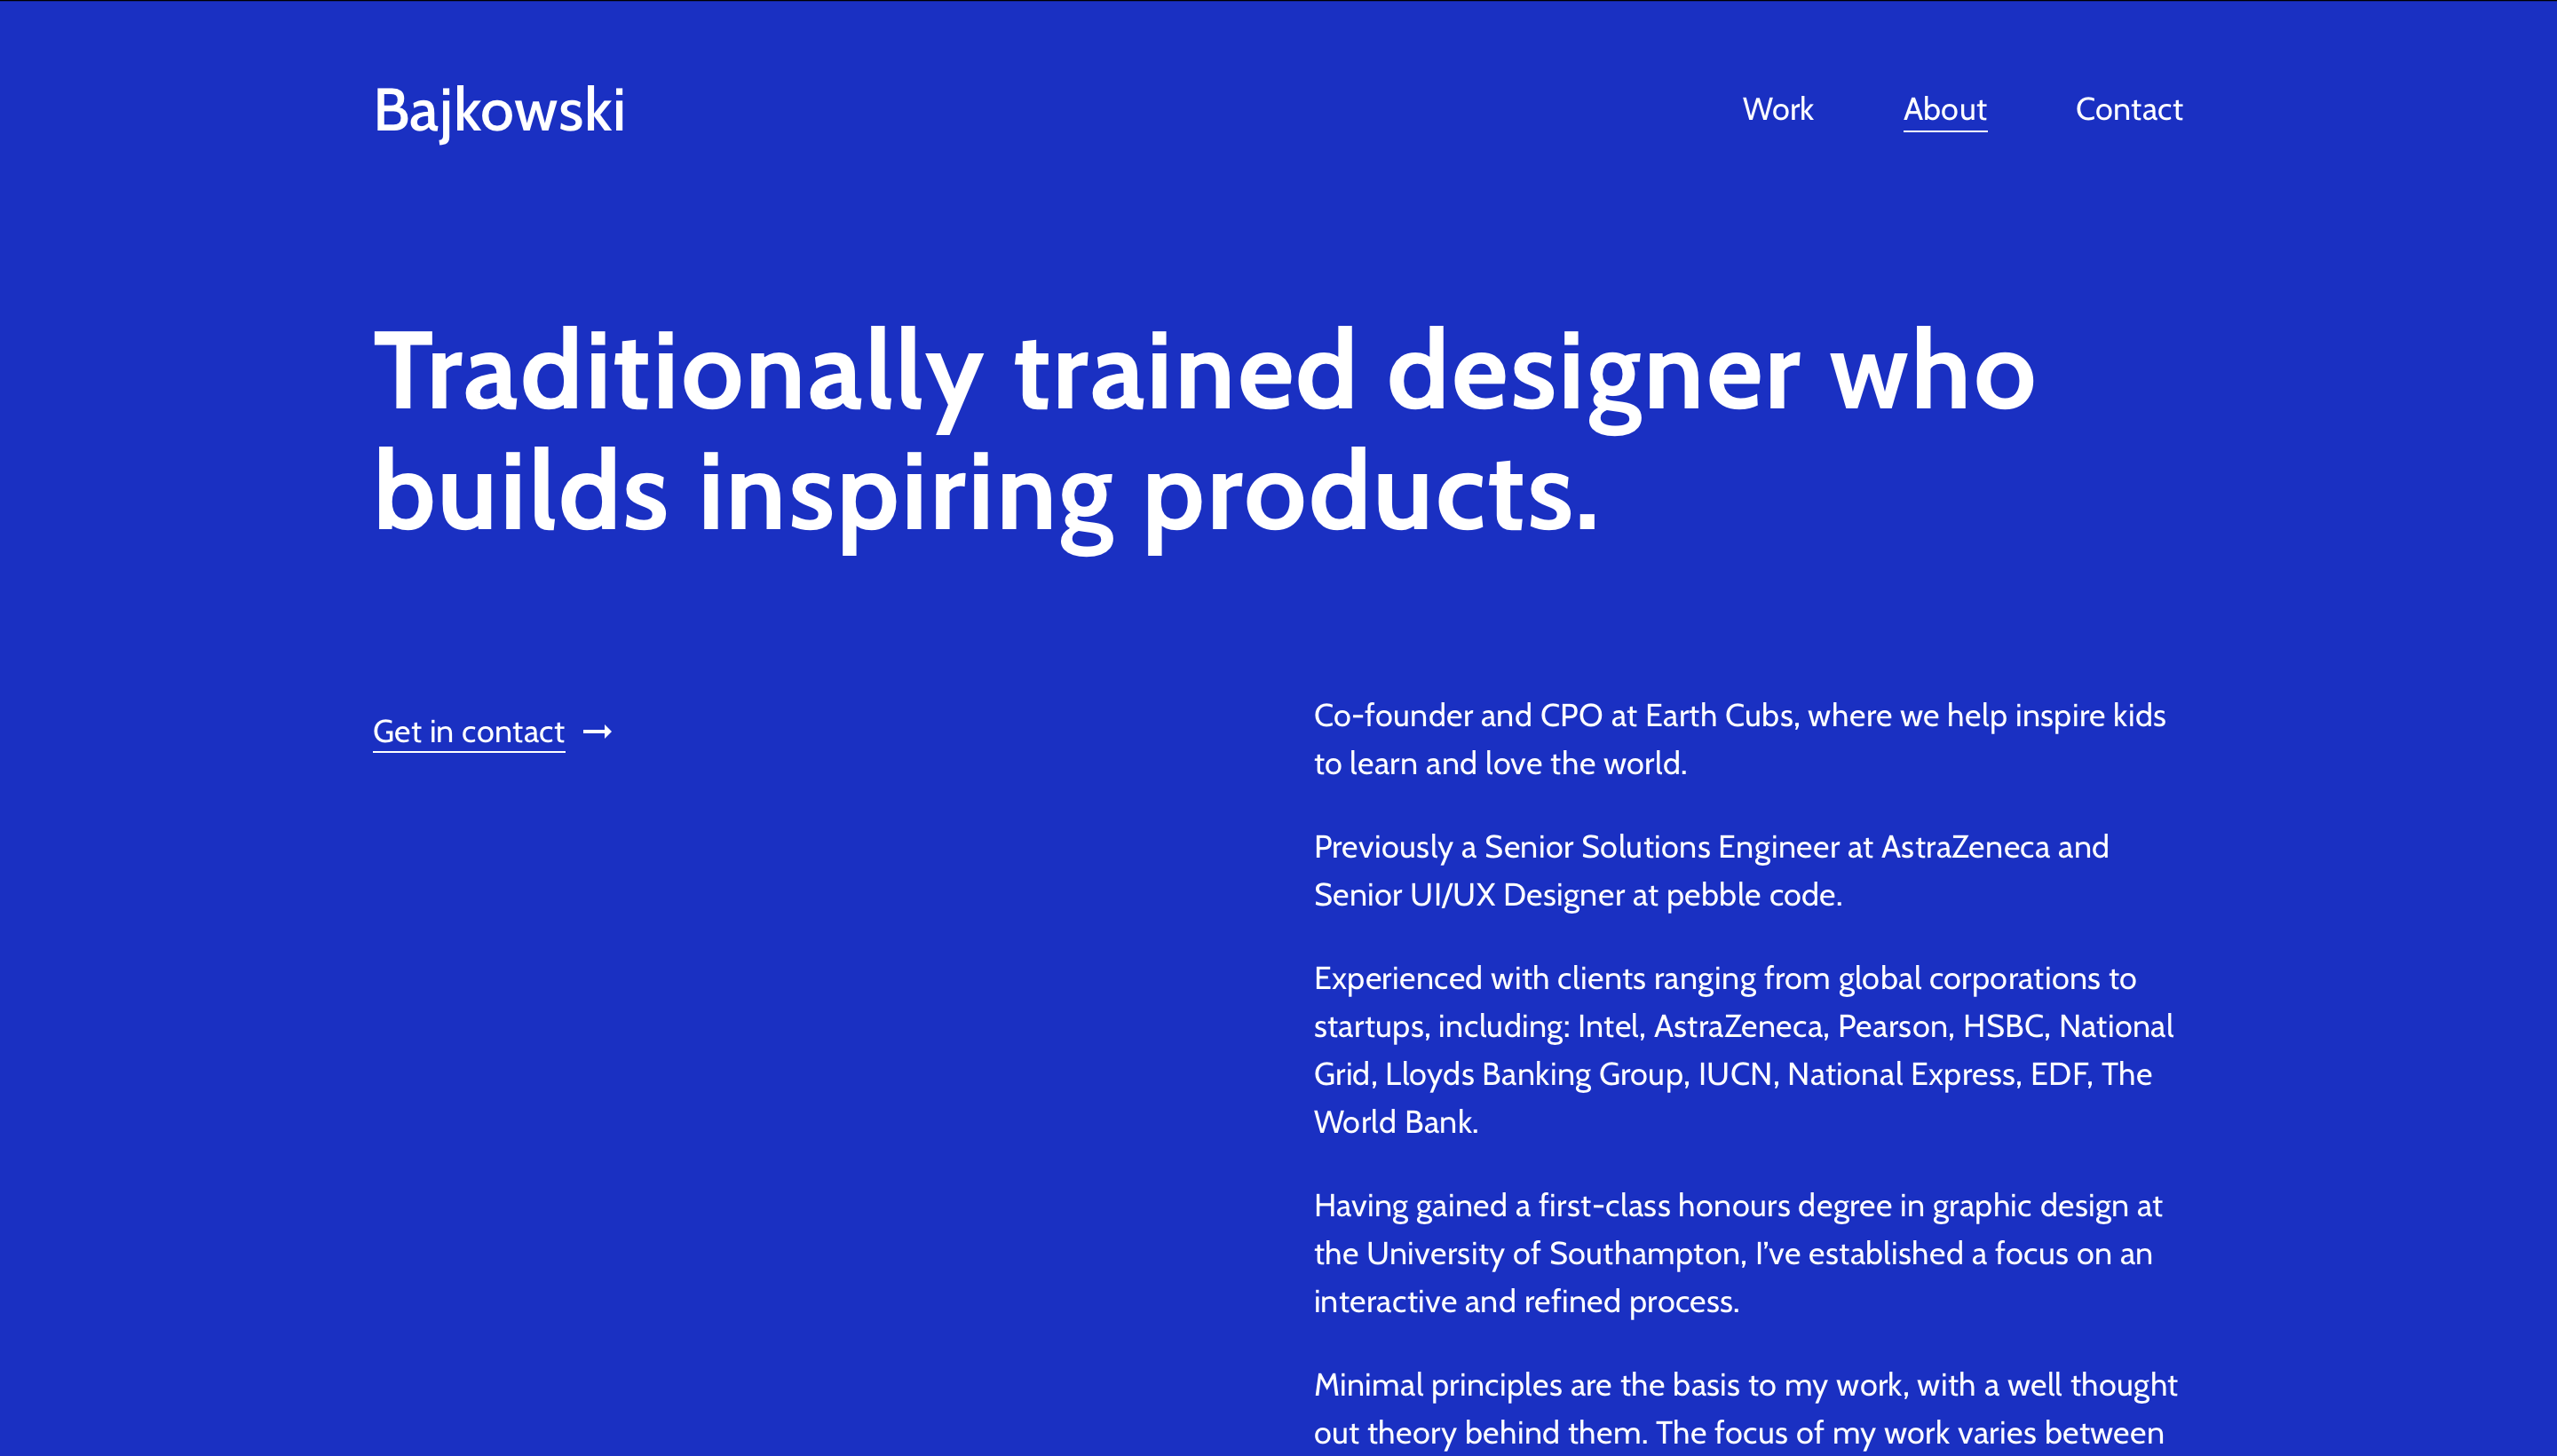 Bajkowski
Work
About
Contact
Traditionally trained designer who
builds inspiring products.
Get in contact →
Co-founder and CPO at Earth Cubs, where we help inspire kids
to learn and love the world.
Previously a Senior Solutions Engineer at AstraZeneca and
Senior UI/UX Designer at pebble code.
Experienced with clients ranging from global corporations to
startups, including: Intel, AstraZeneca, Pearson, HSBC, National
Grid, Lloyds Banking Group, IUCN, National Express, EDF, The
World Bank.
Having gained a first-class honours degree in graphic design at
the University of Southampton, I’ve established a focus on an
interactive and refined process.
Minimal principles are the basis to my work, with a well thought
out theory behind them. The focus of my work varies between